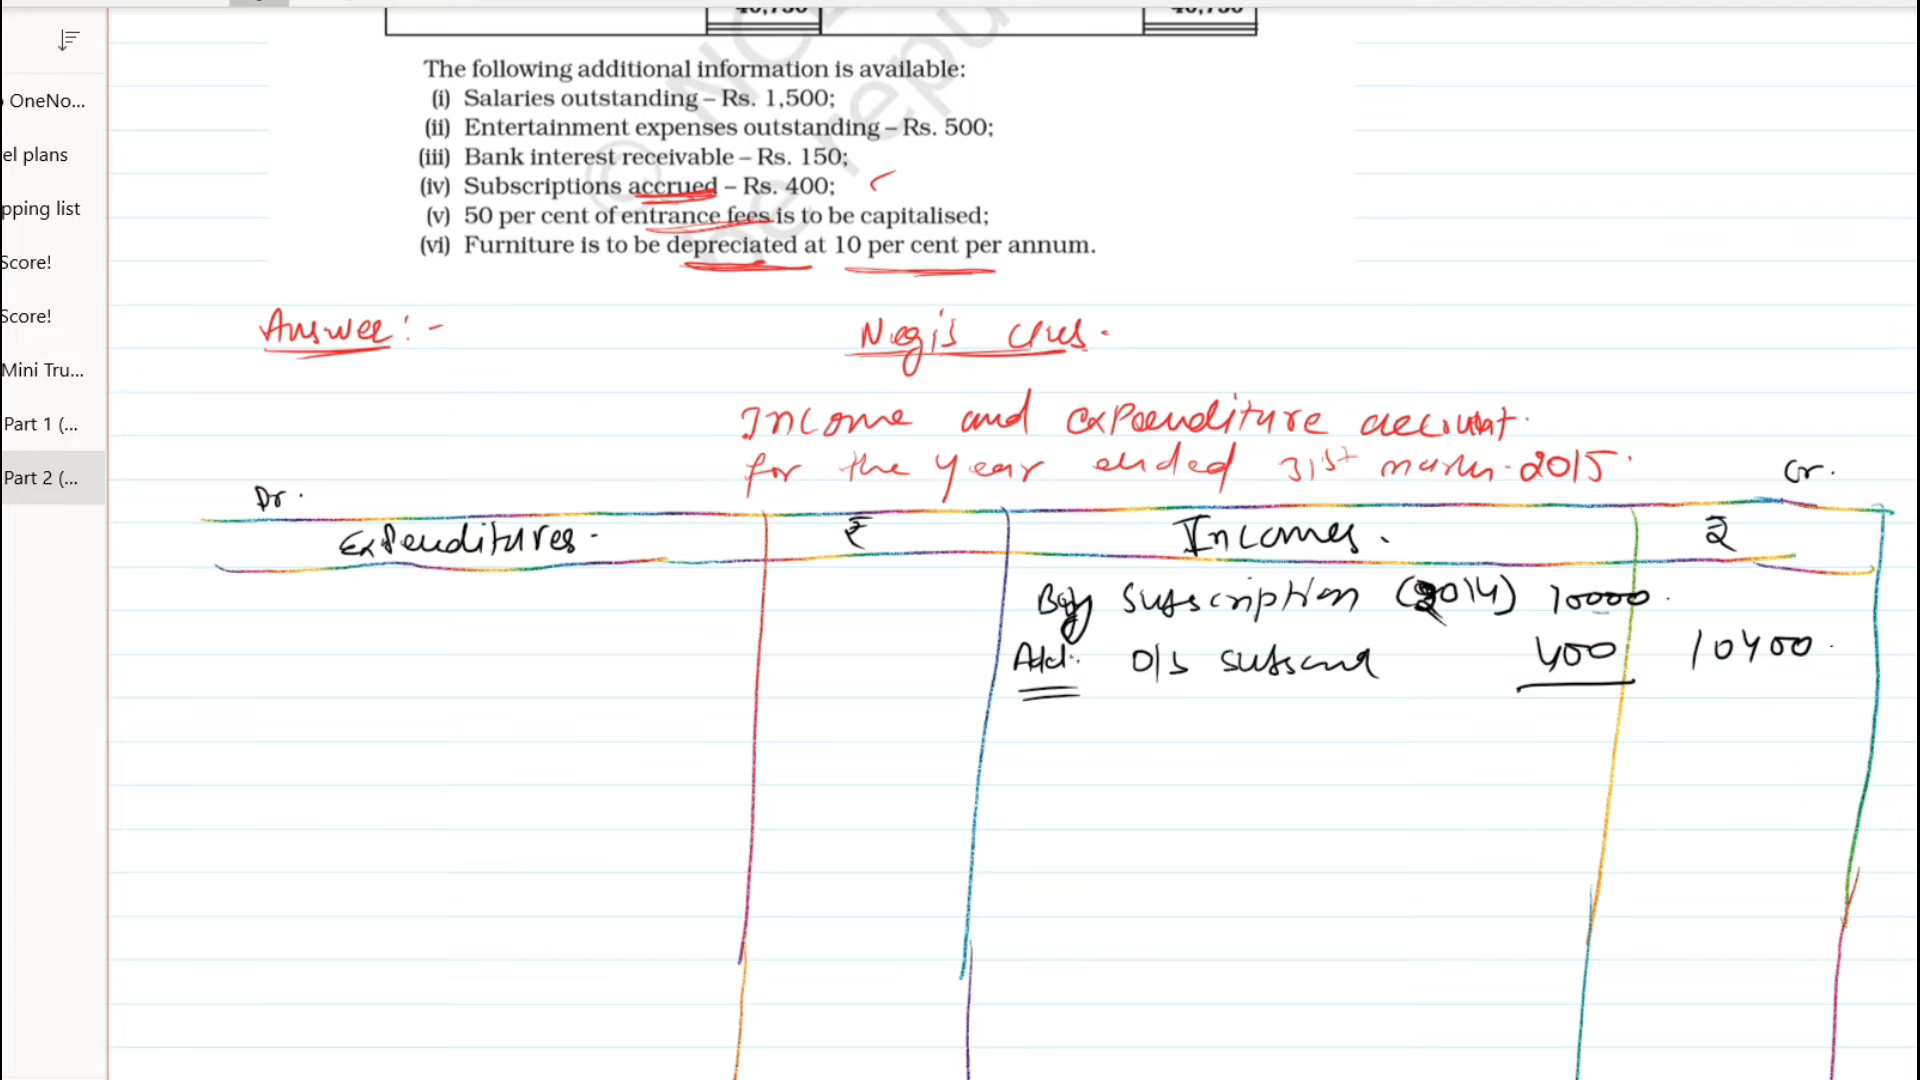 The following additional information is available:
(i) Salaries outstanding – Rs. 1,500;
(ii) Entertainment expenses outstanding – Rs. 500;
(iii) Bank interest receivable – Rs. 150;
(iv) Subscriptions accrued – Rs. 400;
(v) 50 per cent of entrance fees is to be capitalised;
(vi) Furniture is to be depreciated at 10 per cent per annum.
OneNo...
el plans
pping list
Score!
Score!
Mini Tru...
Part 1 (...
Part 2 (...
Answer:-
Income and expenditure account.
for the year ended 31st march. 2015.
Dr. Cr.
Expenditures. ₹ Incomes. ₹
By Subscription (2014) 10000.
Add: O/s 400 10400.